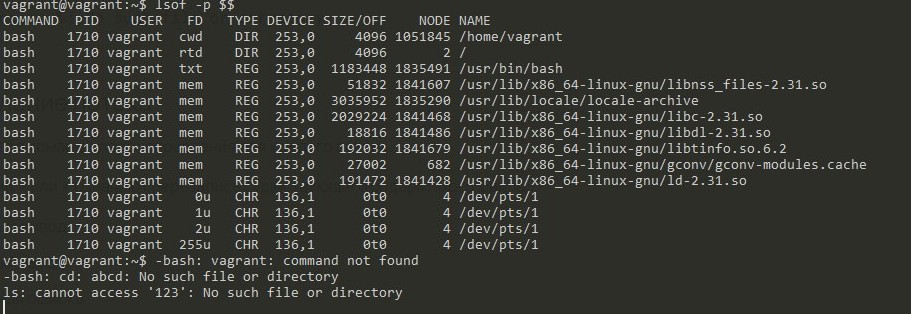 vagrant@vagrant:~$ lsof -p $$
COMMAND  PID    USER   FD   TYPE DEVICE SIZE/OFF    NODE NAME
bash    1710 vagrant  cwd    DIR  253,0     4096 1051845 /home/vagrant
bash    1710 vagrant  rtd    DIR  253,0     4096       2 /
bash    1710 vagrant  txt    REG  253,0  1183448 1835491 /usr/bin/bash
bash    1710 vagrant  mem    REG  253,0    51832 1841607 /usr/lib/x86_64-linux-gnu/libnss_files-2.31.so
bash    1710 vagrant  mem    REG  253,0  3035952 1835290 /usr/lib/locale/locale-archive
bash    1710 vagrant  mem    REG  253,0  2029224 1841468 /usr/lib/x86_64-linux-gnu/libc-2.31.so
bash    1710 vagrant  mem    REG  253,0    18816 1841486 /usr/lib/x86_64-linux-gnu/libdl-2.31.so
bash    1710 vagrant  mem    REG  253,0   192032 1841679 /usr/lib/x86_64-linux-gnu/libtinfo.so.6.2
bash    1710 vagrant  mem    REG  253,0    27002     682 /usr/lib/x86_64-linux-gnu/gconv/gconv-modules.cache
bash    1710 vagrant  mem    REG  253,0   191472 1841428 /usr/lib/x86_64-linux-gnu/ld-2.31.so
bash    1710 vagrant    0u   CHR  136,1      0t0       4 /dev/pts/1
bash    1710 vagrant    1u   CHR  136,1      0t0       4 /dev/pts/1
bash    1710 vagrant    2u   CHR  136,1      0t0       4 /dev/pts/1
bash    1710 vagrant  255u   CHR  136,1      0t0       4 /dev/pts/1
vagrant@vagrant:~$ -bash: vagrant: command not found
-bash: cd: abcd: No such file or directory
ls: cannot access '123': No such file or directory